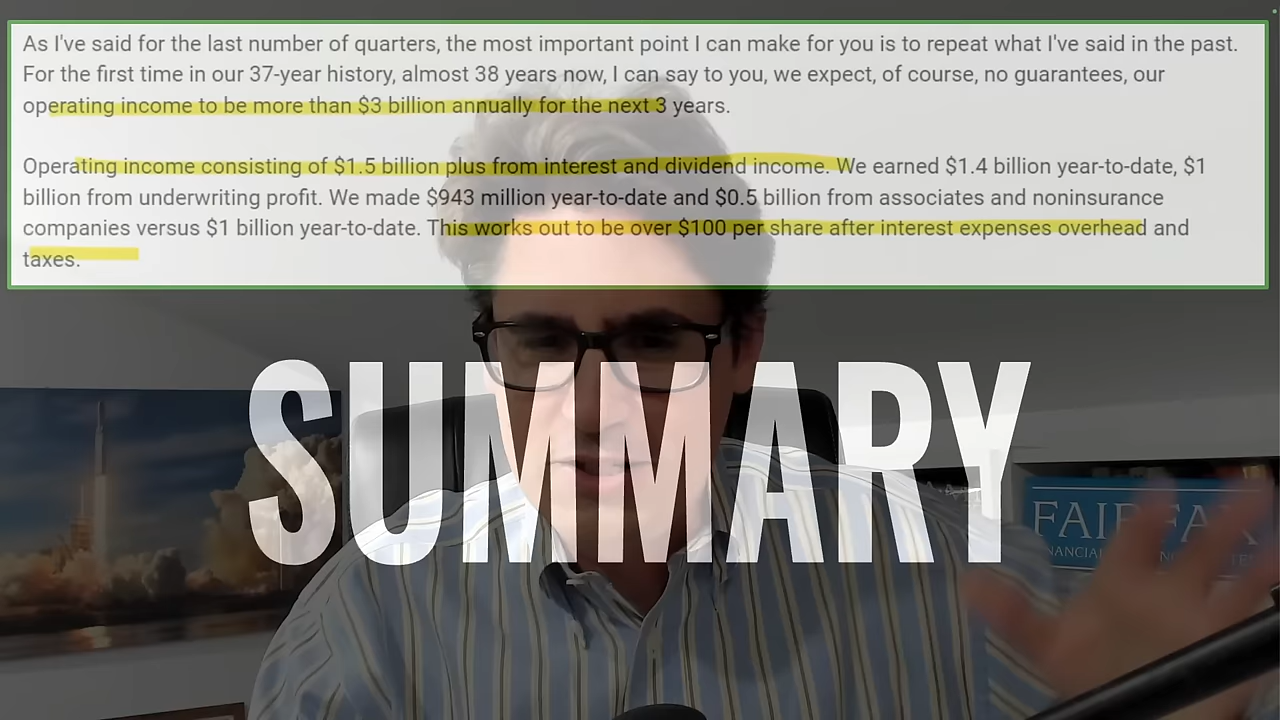 As I've said for the last number of quarters, the most important point I can make for you is to repeat what I've said in the past.
For the first time in our 37-year history, almost 38 years now, I can say to you, we expect, of course, no guarantees, our
operating income to be more than $3 billion annually for the next 3 years.
Operating income consisting of $1.5 billion plus from interest and dividend income. We earned $1.4 billion year-to-date, $1
billion from underwriting profit. We made $943 million year-to-date and $0.5 billion from associates and noninsurance
companies versus $1 billion year-to-date. This works out to be over $100 per share after interest expenses overhead and
taxes.
SUMMARY
FAIRFAX